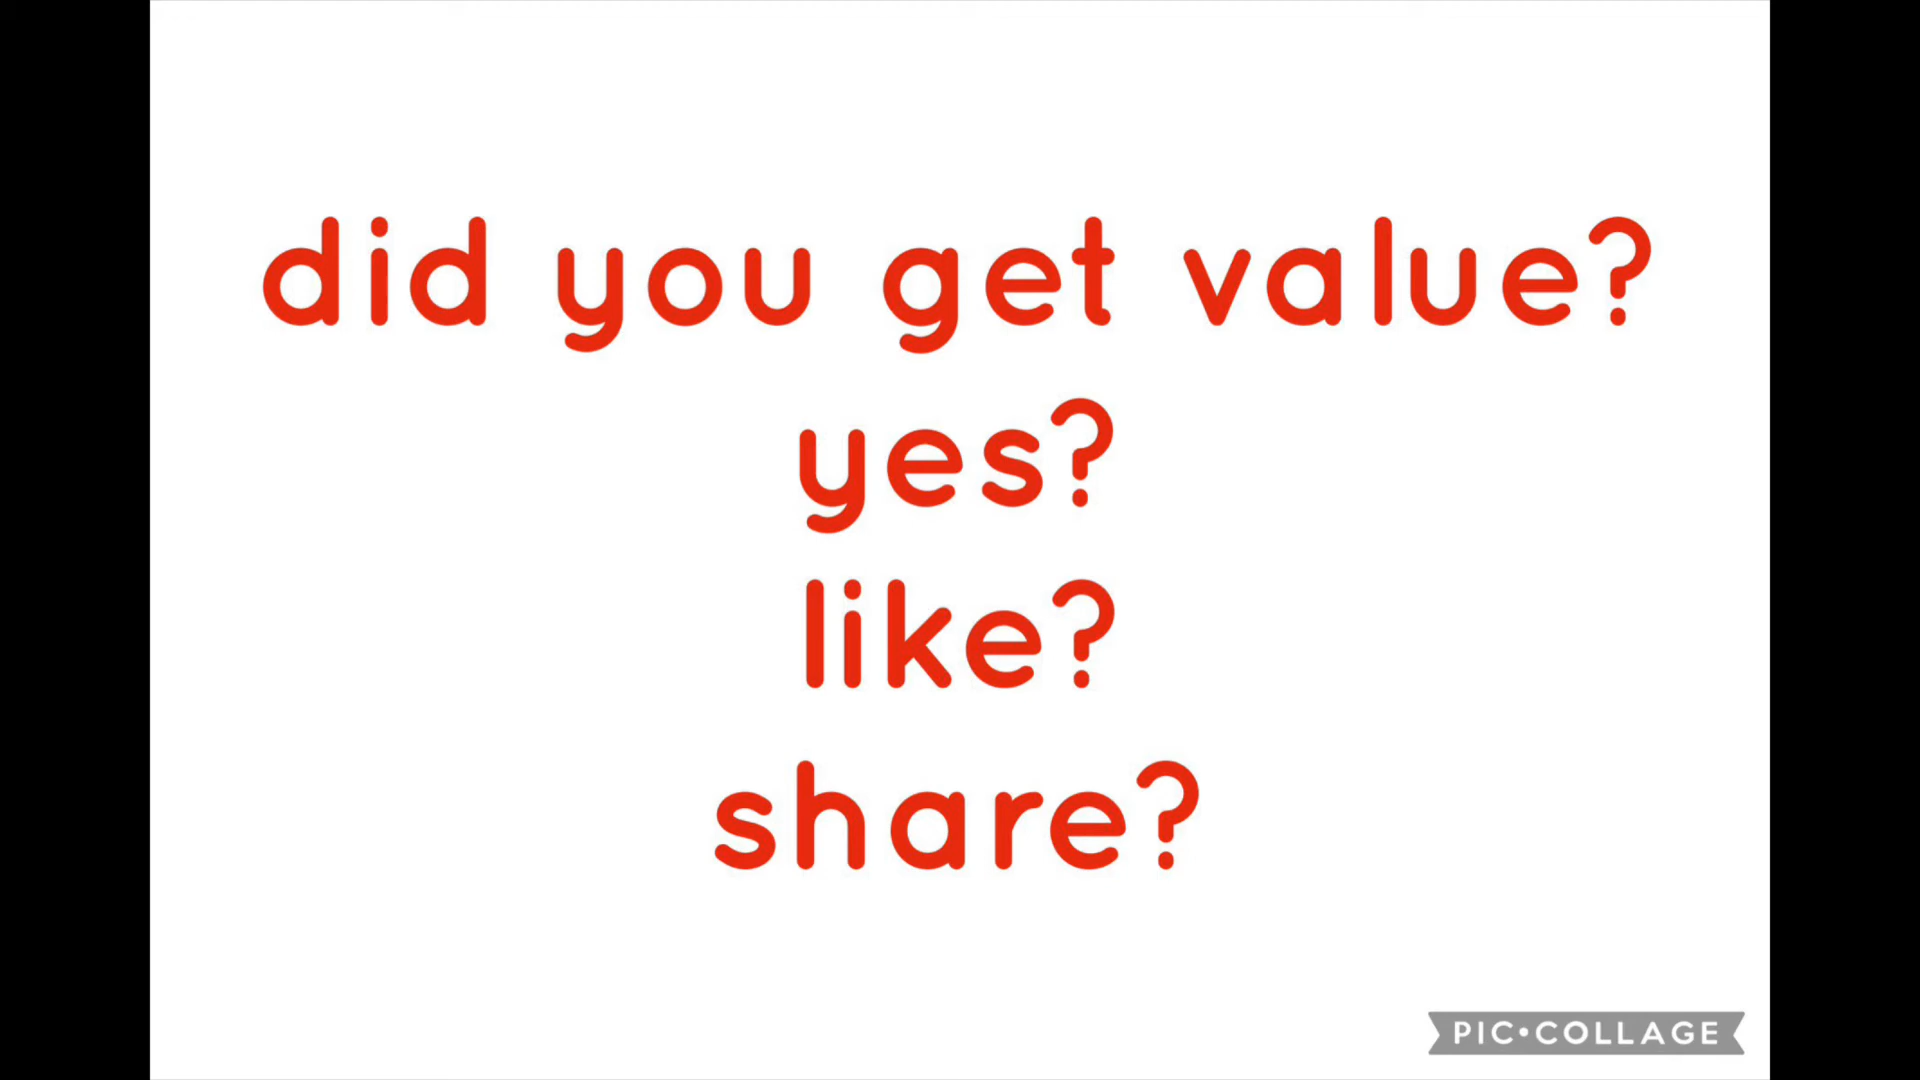 did you get value?
yes?
like?
share?
PIC•COLLAGE